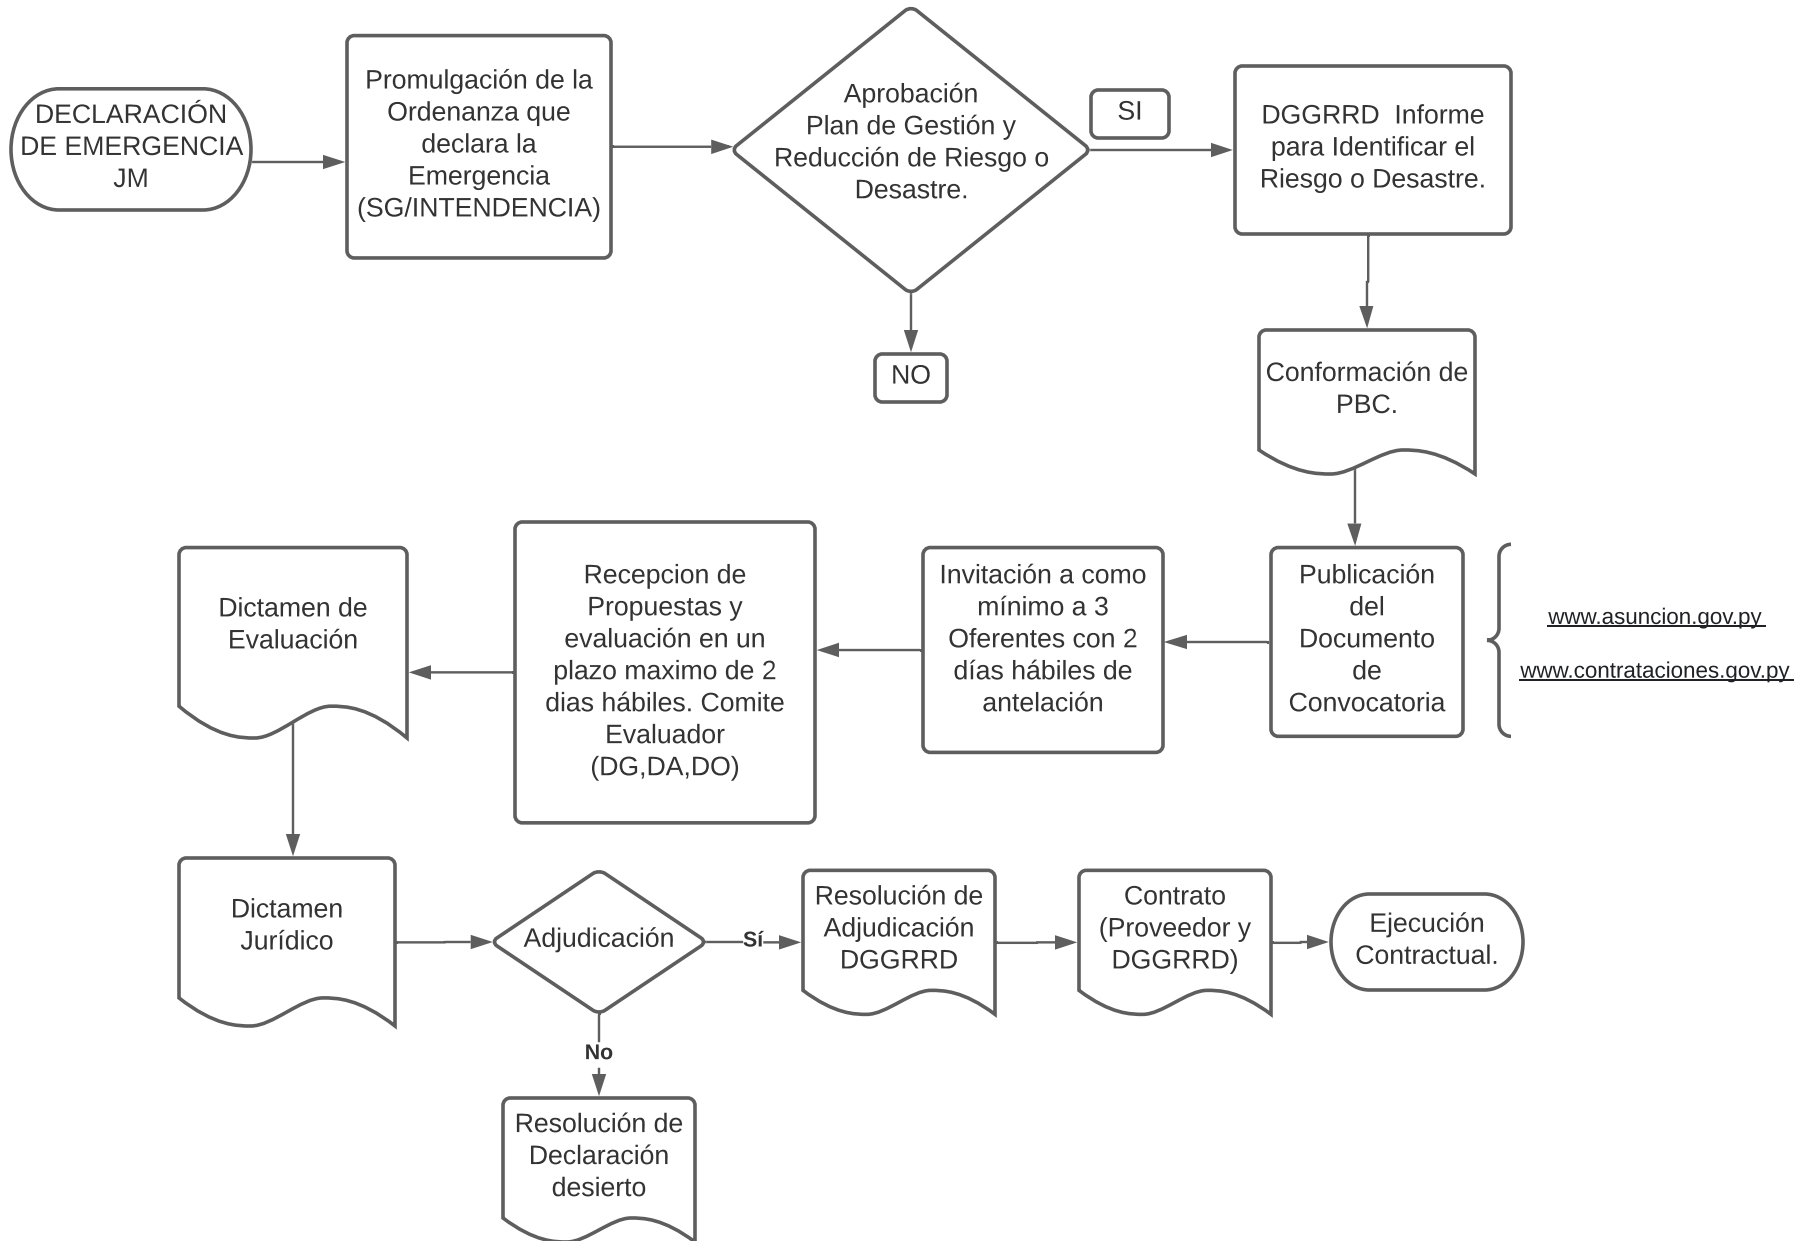 DECLARACIÓN
DE EMERGENCIA
JM
Promulgación de la
Ordenanza que
declara la
Emergencia
(SG/INTENDENCIA)
Aprobación
Plan de Gestión y
Reducción de Riesgo o
Desastre.
SI
NO
DGGRRD  Informe
para Identificar el
Riesgo o Desastre.
Conformación de
PBC.
Publicación
del
Documento
de
Convocatoria
www.asuncion.gov.py
www.contrataciones.gov.py
Invitación a como
mínimo a 3
Oferentes con 2
días hábiles de
antelación
Recepcion de
Propuestas y
evaluación en un
plazo maximo de 2
dias hábiles. Comite
Evaluador
(DG,DA,DO)
Dictamen de
Evaluación
Dictamen
Jurídico
Adjudicación
Sí
No
Resolución de
Declaración
desierto
Resolución de
Adjudicación
DGGRRD
Contrato
(Proveedor y
DGGRRD)
Ejecución
Contractual.